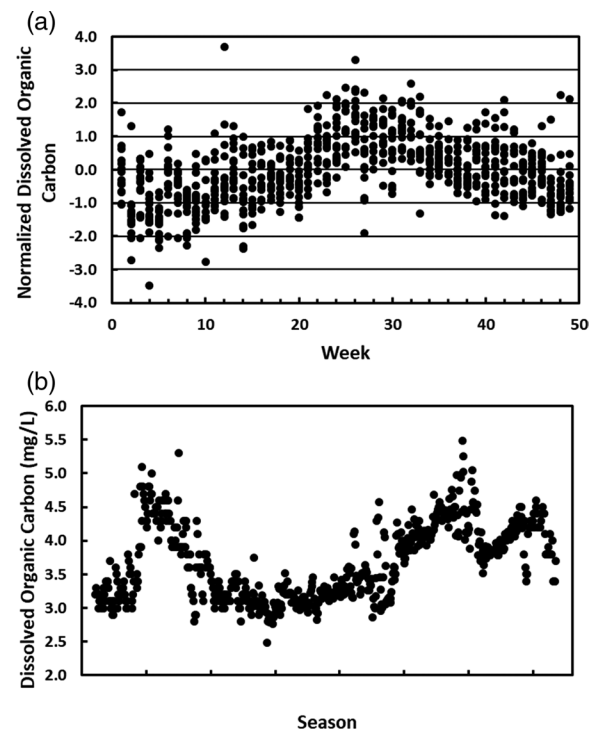 (a)
Normalized Dissolved Organic
Carbon
4.0
3.0
2.0
1.0
0.0
-1.0
-2.0
-3.0
-4.0
0 10 20 30 40 50
Week
(b)
Dissolved Organic Carbon (mg/L)
6.0
5.0
5.5
4.5
4.0
3.5
3.0
2.5
2.0
Season